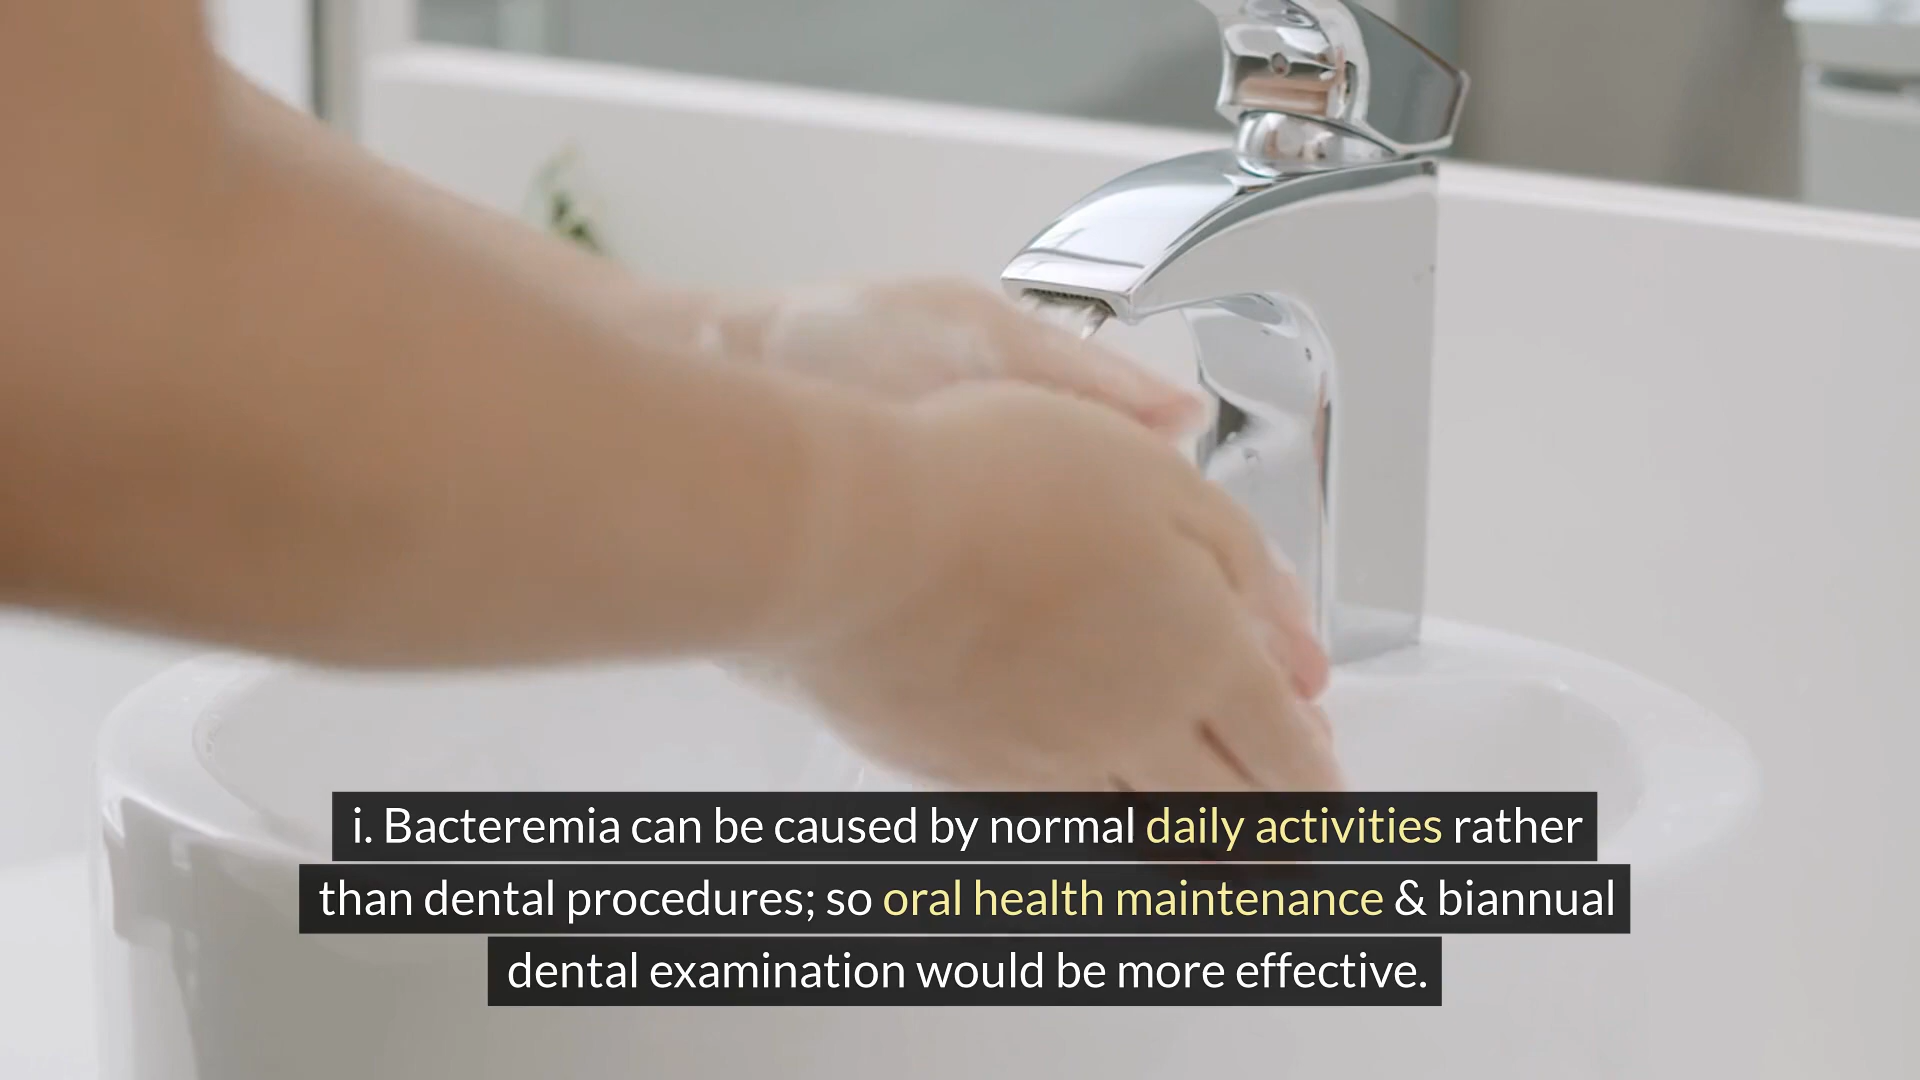 i. Bacteremia can be caused by normal daily activities rather
than dental procedures; so oral health maintenance & biannual
dental examination would be more effective.